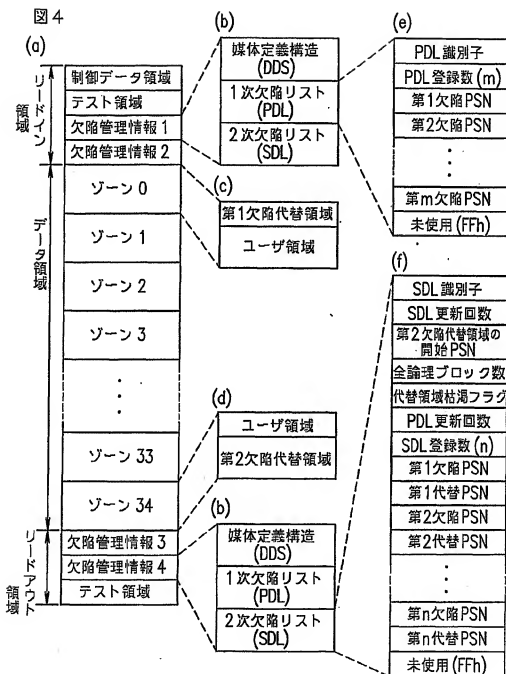 図4
(a)
リードイン領域
制御データ領域
テスト領域
欠陥管理情報1
欠陥管理情報2
データ領域
ゾーン 0
ゾーン 1
ゾーン 2
ゾーン 3
ゾーン 33
ゾーン 34
リードアウト領域
欠陥管理情報3
欠陥管理情報4
テスト領域
(b)
媒体定義構造
(DDS)
1次欠陥リスト
(PDL)
2次欠陥リスト
(SDL)
(c)
第1欠陥代替領域
ユーザ領域
(d)
ユーザ領域
第2欠陥代替領域
(b)
媒体定義構造
(DDS)
1次欠陥リスト
(PDL)
2次欠陥リスト
(SDL)
(e)
PDL識別子
PDL登録数(m)
第1欠陥PSN
第2欠陥PSN
第m欠陥PSN
未使用(FFh)
(f)
SDL識別子
SDL更新回数
第2欠陥代替領域の
開始PSN
全論理ブロック数
代替領域枯渇フラグ
PDL更新回数
SDL登録数(n)
第1欠陥PSN
第1代替PSN
第2欠陥PSN
第2代替PSN
第n欠陥PSN
第n代替PSN
未使用(FFh)